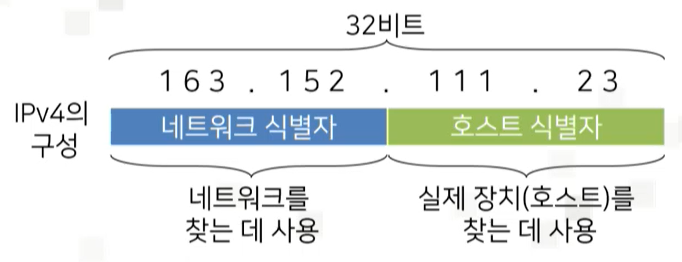 32비트
163 . 152 . 111 . 23
IPv4의
구성
네트워크 식별자 호스트 식별자
네트워크를
찾는 데 사용
실제 장치(호스트)를
찾는 데 사용